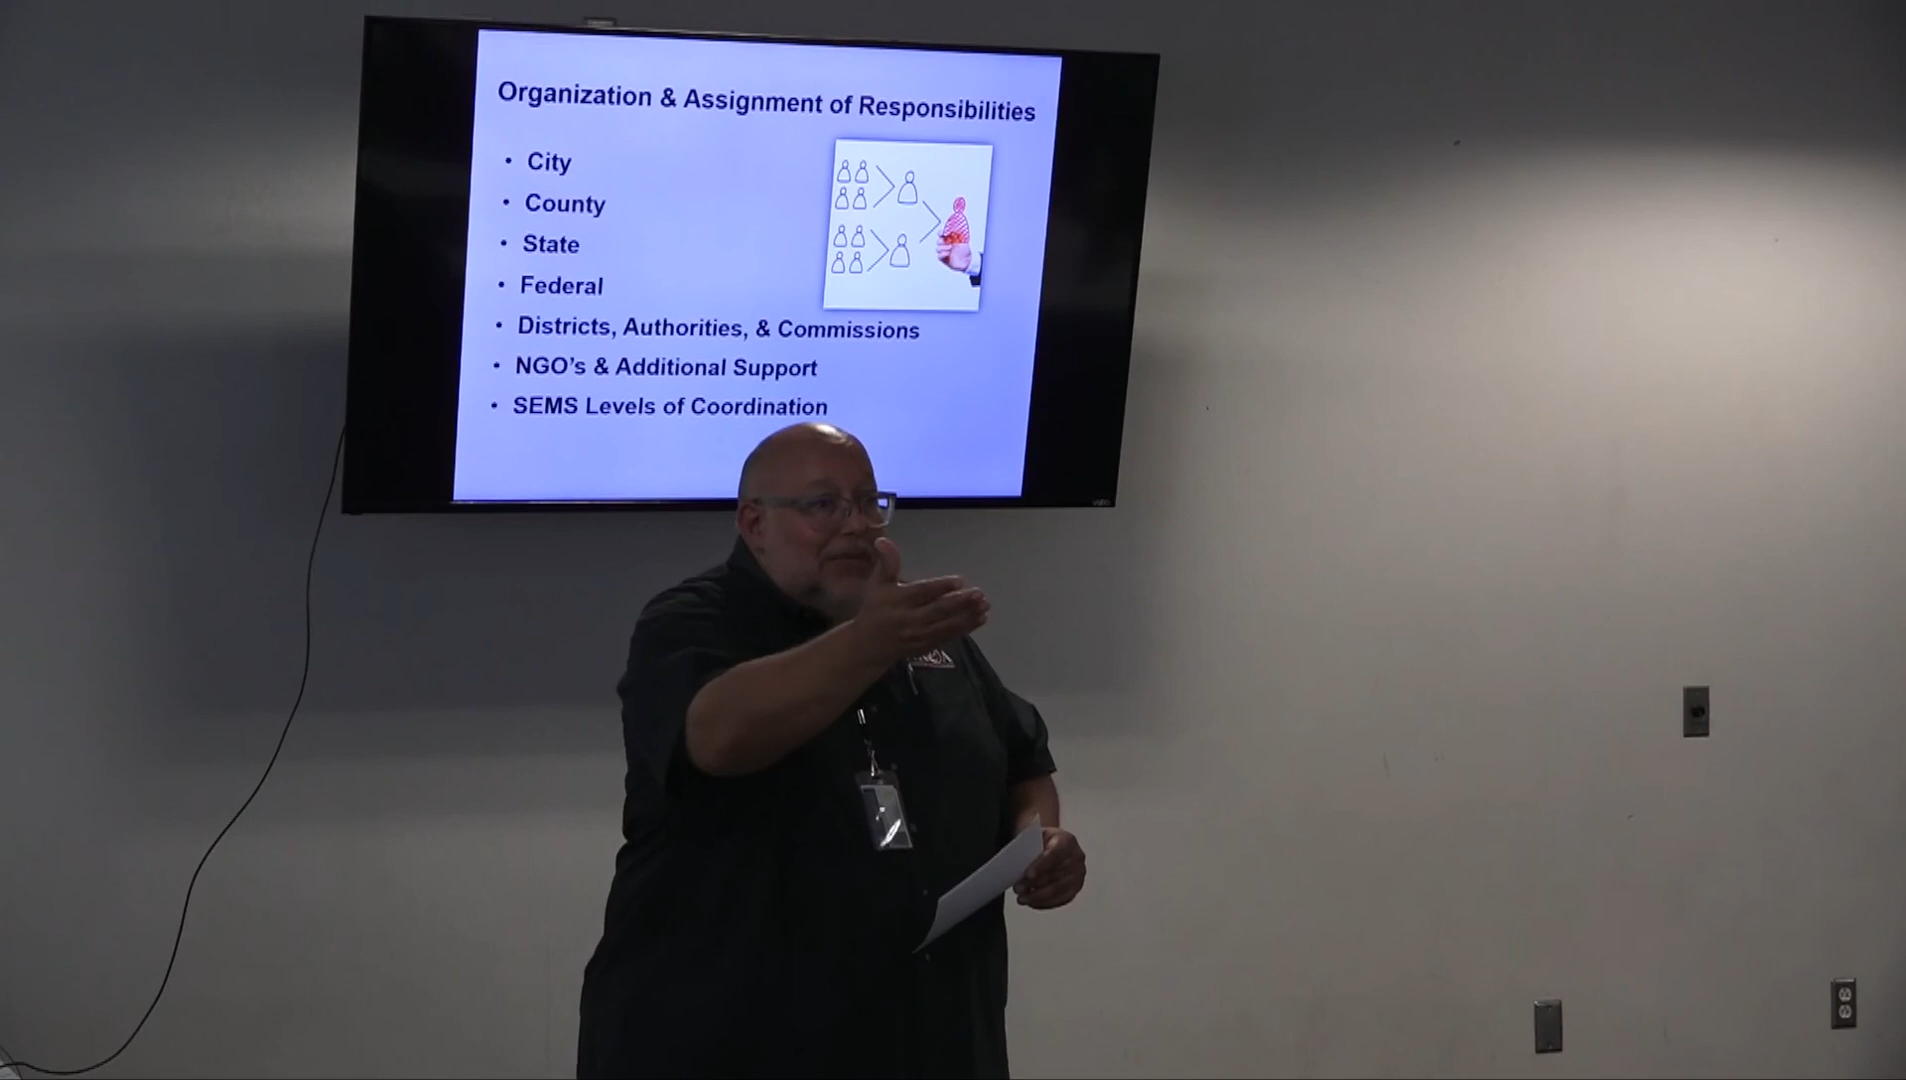 Organization & Assignment of Responsibilities
• City
• County
• State
• Federal
• Districts, Authorities, & Commissions
• NGO’s & Additional Support
• SEMS Levels of Coordination